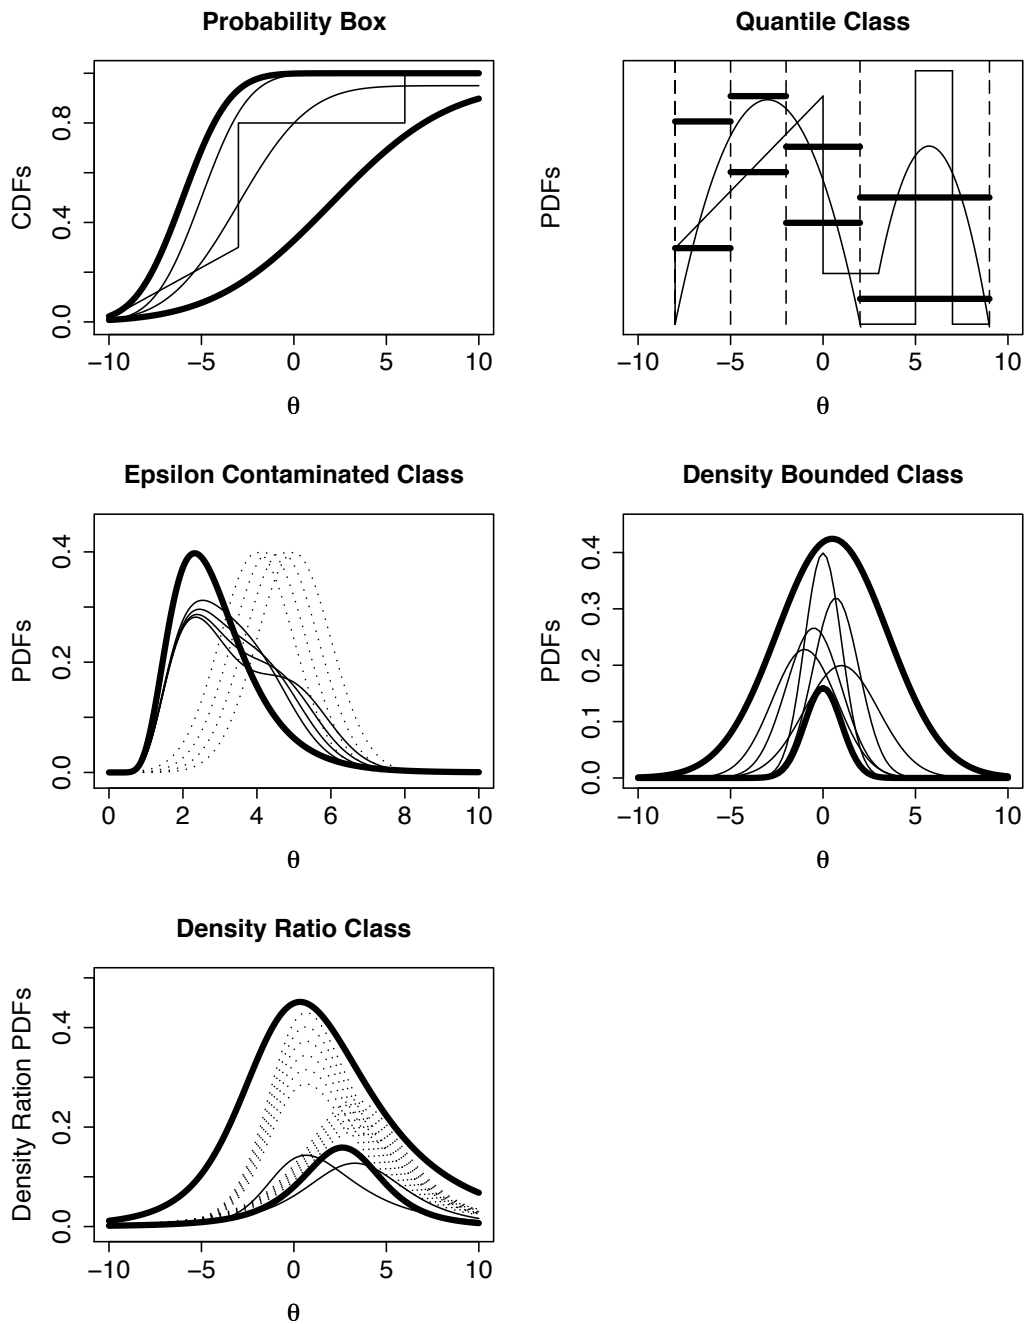 Probability Box
CDFs
0.0 0.4 0.8
−10 −5 0 5 10
θ
Quantile Class
PDFs
−10 −5 0 5 10
θ
Epsilon Contaminated Class
PDFs
0.0 0.2 0.4
0 2 4 6 8 10
θ
Density Bounded Class
PDFs
0.0 0.1 0.2 0.3 0.4
−10 −5 0 5 10
θ
Density Ratio Class
Density Ration PDFs
0.0 0.2 0.4
−10 −5 0 5 10
θ